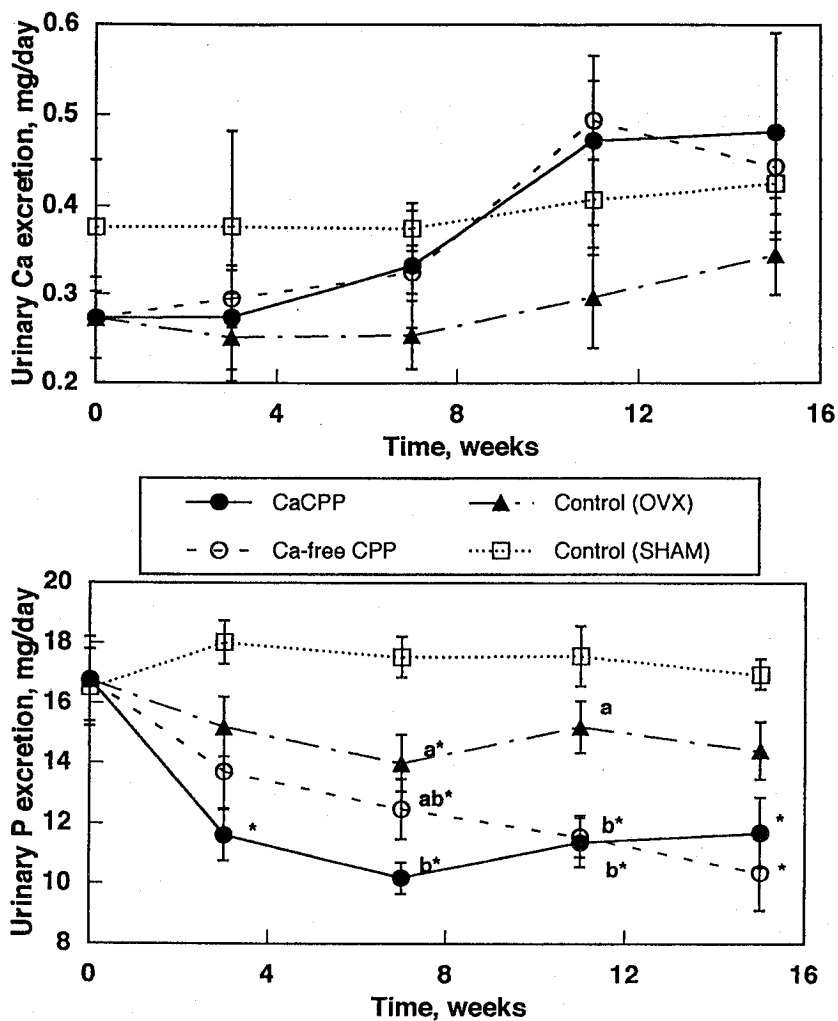 Urinary Ca excretion, mg/day
0.6
0.5
0.4
0.3
0.2
0
4
8
12
16
Time, weeks
CaCPP
Control (OVX)
Ca-free CPP
Control (SHAM)
Urinary P excretion, mg/day
20
18
16
14
12
10
8
*
a*
ab*
b*
a
b*
b*
*
*
0
4
8
12
16
Time, weeks